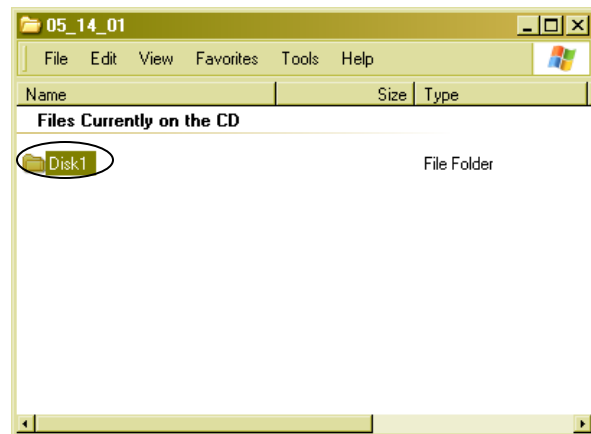 05_14_01
File Edit View Favorites Tools Help
Name Size Type
Files Currently on the CD
Disk1 File Folder